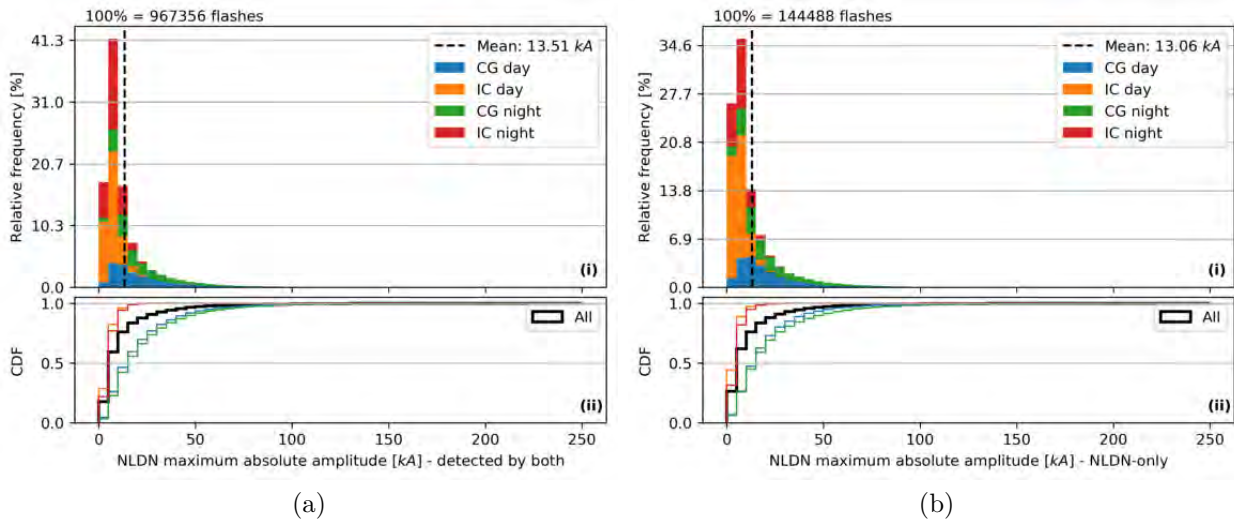 100% = 967356 flashes
41.3
31.0
20.7
10.3
0.0
Relative frequency [%]
Mean: 13.51 kA
CG day
IC day
CG night
IC night
(i)
1.0
0.5
0.0
CDF
All
(ii)
0 50 100 150 200 250
NLDN maximum absolute amplitude [kA] - detected by both
(a)
100% = 144488 flashes
34.6
27.7
20.8
13.8
6.9
0.0
Relative frequency [%]
Mean: 13.06 kA
CG day
IC day
CG night
IC night
(i)
1.0
0.5
0.0
CDF
All
(ii)
0 50 100 150 200 250
NLDN maximum absolute amplitude [kA] - NLDN-only
(b)